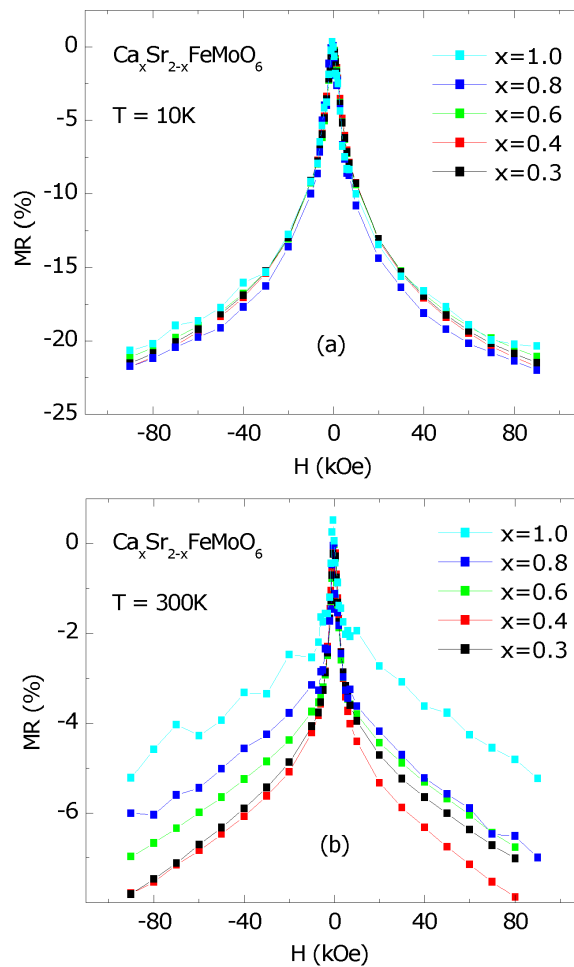 0
-5
-10
-15
-20
-25
MR (%)
CaₓSr₂₋ₓFeMoO₆
T = 10K
x=1.0
x=0.8
x=0.6
x=0.4
x=0.3
(a)
-80 -40 0 40 80
H (kOe)
0
-2
-4
-6
MR (%)
CaₓSr₂₋ₓFeMoO₆
T = 300K
x=1.0
x=0.8
x=0.6
x=0.4
x=0.3
(b)
-80 -40 0 40 80
H (kOe)